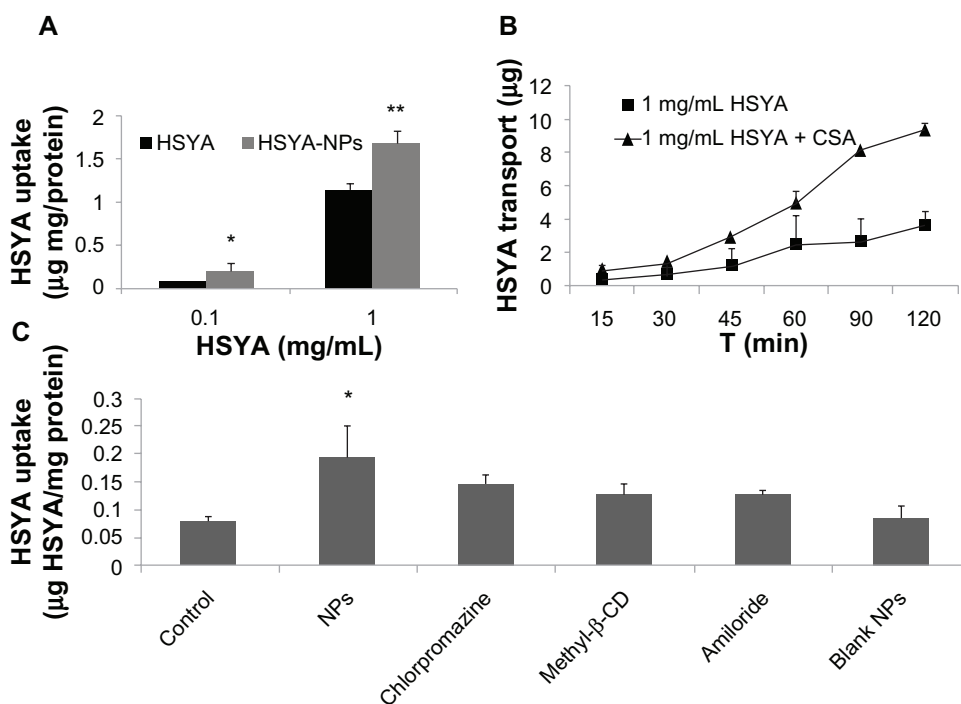 A
HSYA uptake
(μg mg/protein)
2
1.5
1
0.5
0
HSYA
HSYA-NPs
*
**
0.1
1
HSYA (mg/mL)
B
HSYA transport (μg)
12
10
8
6
4
2
0
1 mg/mL HSYA
1 mg/mL HSYA + CSA
15 30 45 60 90 120
T (min)
C
HSYA uptake
(μg HSYA/mg protein)
0.3
0.25
0.2
0.15
0.1
0.05
0
*
Control
NPs
Chlorpromazine
Methyl-β-CD
Amiloride
Blank NPs